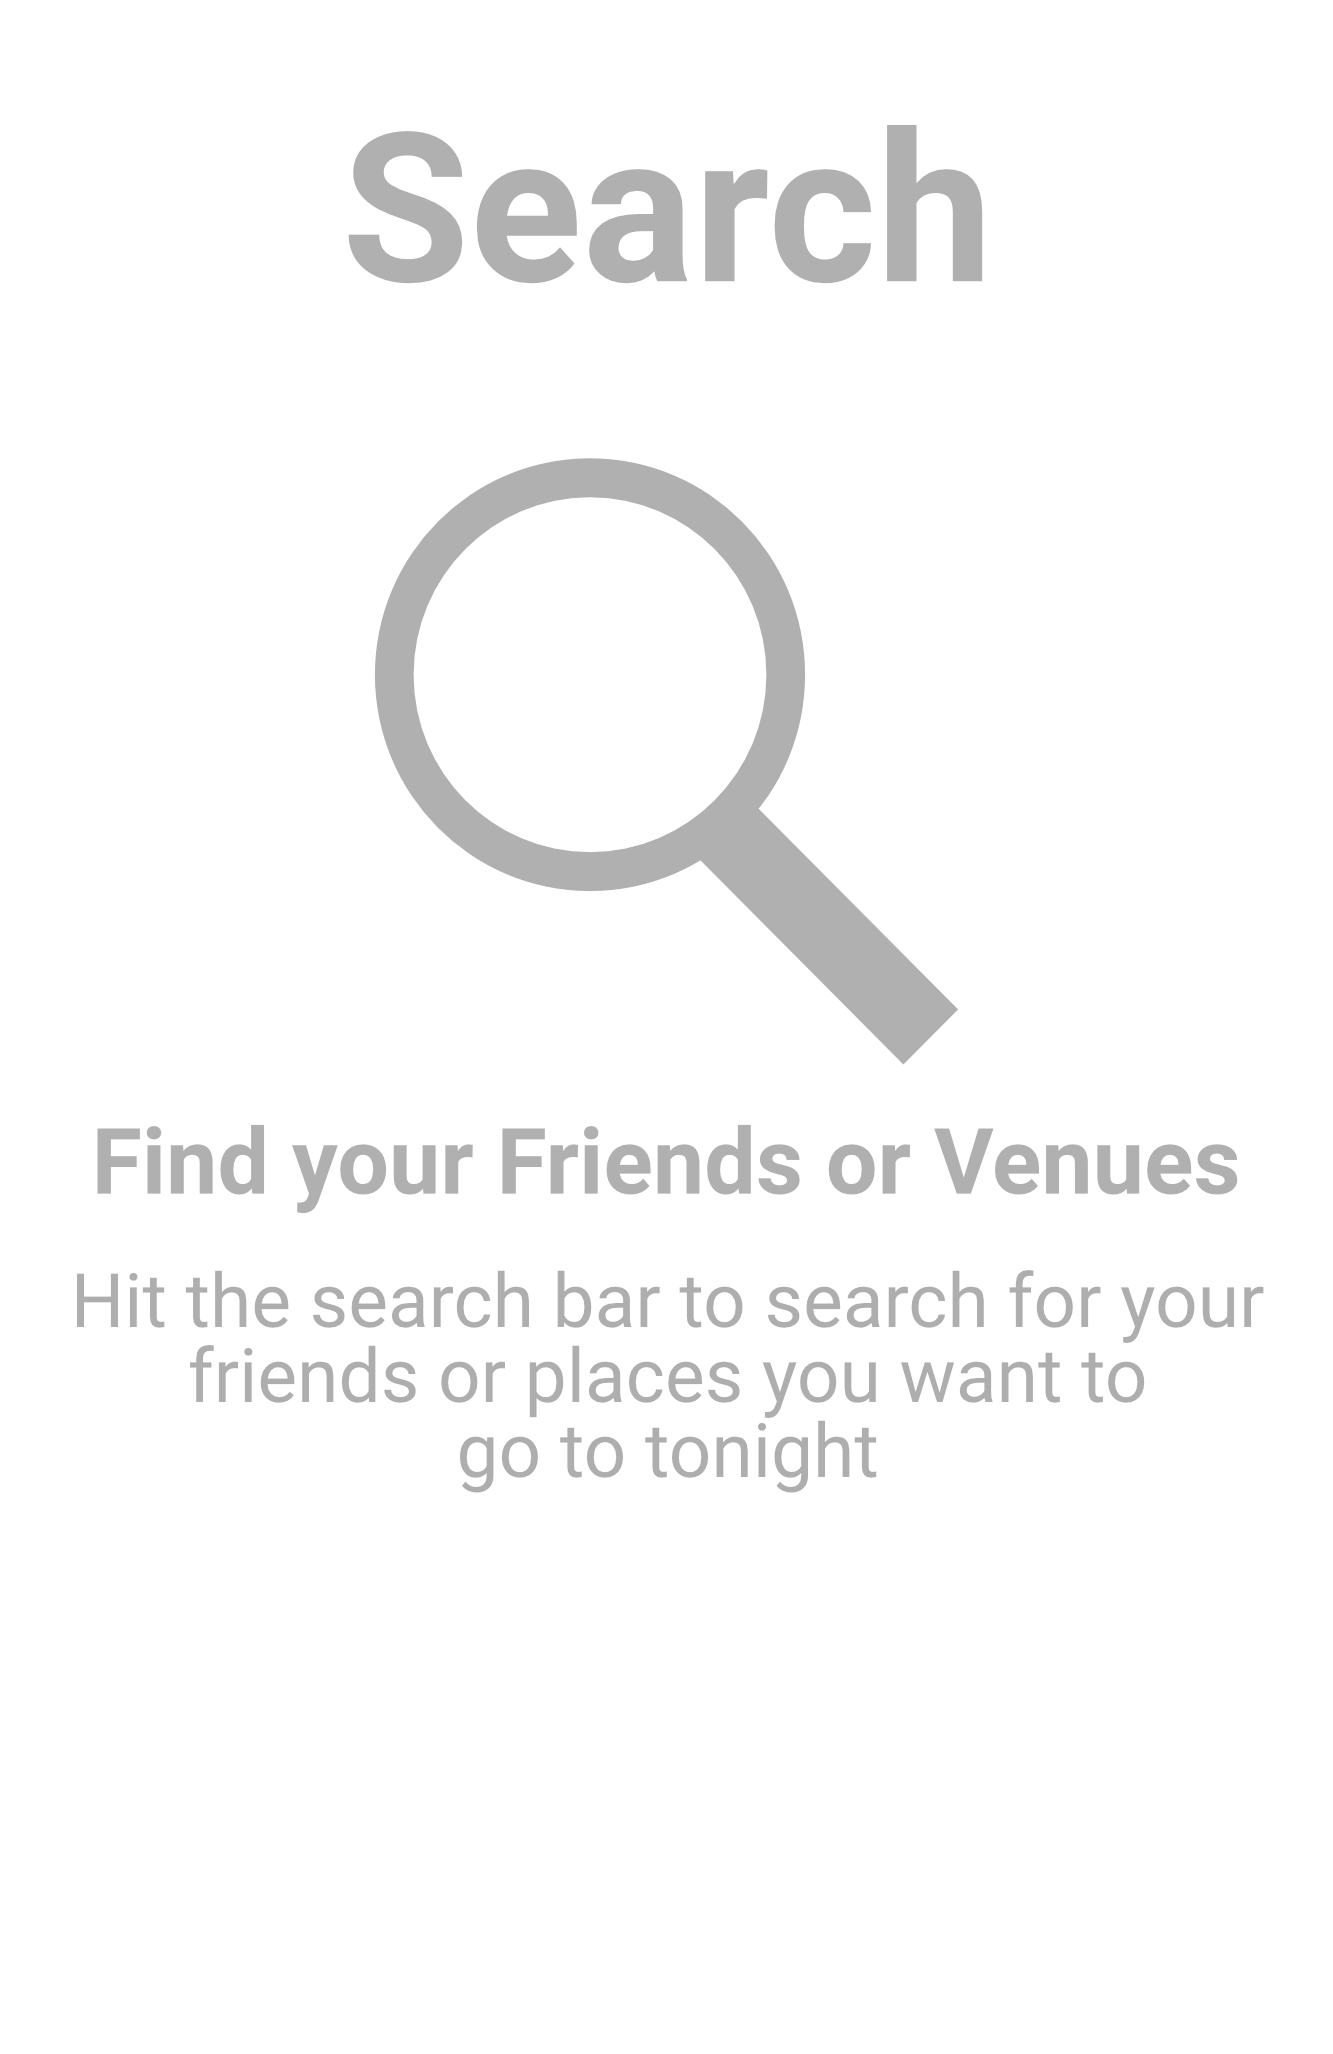 Search
Find your Friends or Venues
Hit the search bar to search for your
friends or places you want to
go to tonight